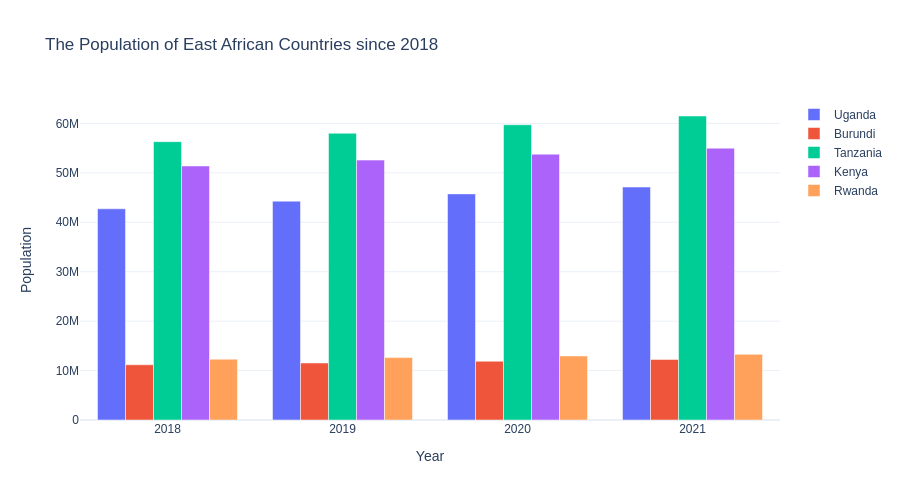 The Population of East African Countries since 2018
Uganda
Burundi
Tanzania
Kenya
Rwanda
60M
50M
40M
30M
20M
10M
0
Population
2018
2019
2020
2021
Year